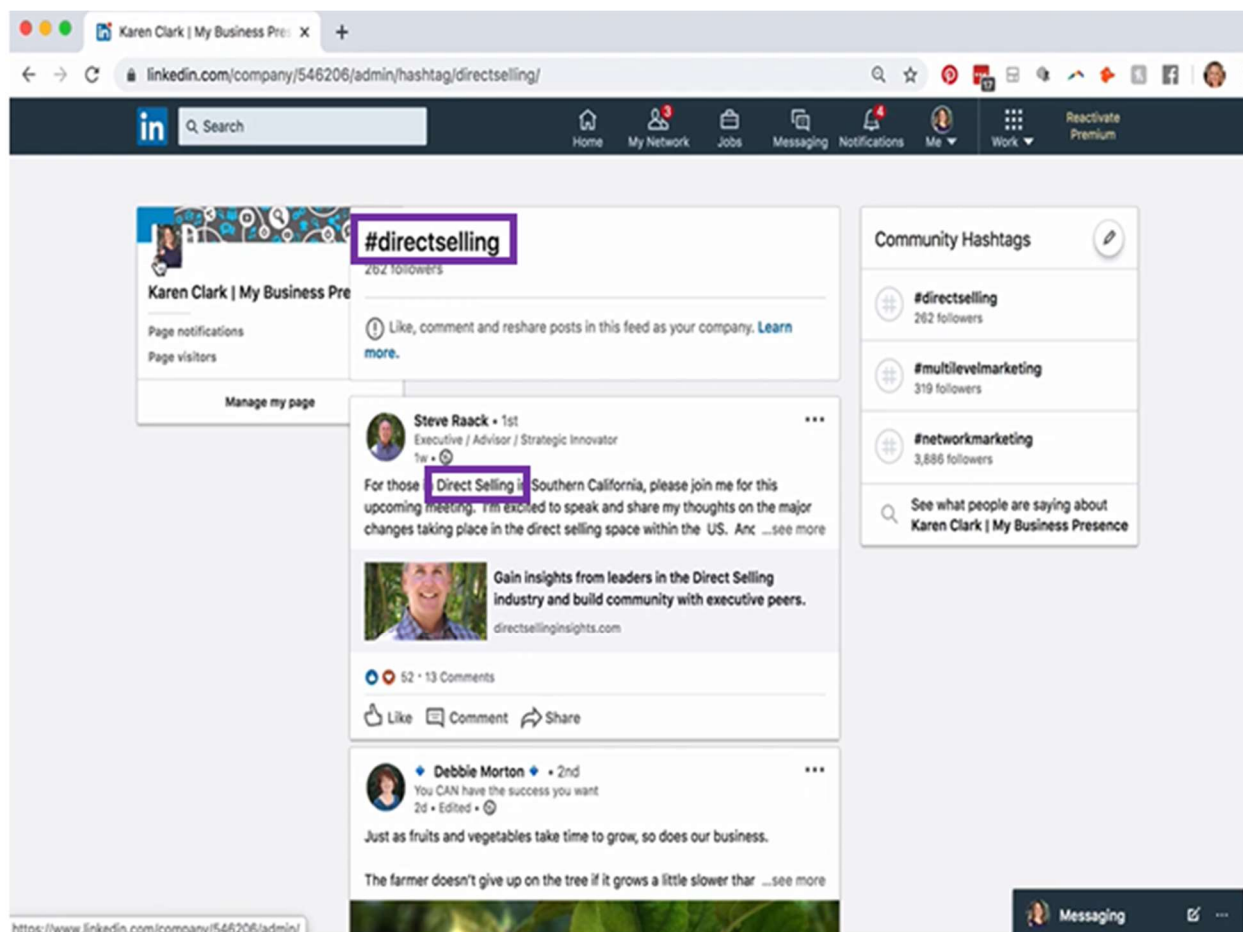 Karen Clark | My Business Pre
linkedin.com/company/546206/admin/hashtag/directselling/
17
in
Search
Home
3
My Network
Jobs
Messaging
4
Notifications
Me
Work
Reactivate
Premium
Karen Clark | My Business Pre
Page notifications
Page visitors
Manage my page
#directselling
262 followers
Like, comment and reshare posts in this feed as your company. Learn
more.
Steve Raack • 1st
Executive / Advisor / Strategic Innovator
1w •
For those Direct Selling Southern California, please join me for this
upcoming meeting. I'm excited to speak and share my thoughts on the major
changes taking place in the direct selling space within the US. Anc ...see more
Gain insights from leaders in the Direct Selling
industry and build community with executive peers.
directsellinginsights.com
52 · 13 Comments
Like Comment Share
Debbie Morton • 2nd
You CAN have the success you want
2d • Edited •
Just as fruits and vegetables take time to grow, so does our business.
The farmer doesn't give up on the tree if it grows a little slower thar ...see more
Community Hashtags
#directselling
262 followers
#multilevelmarketing
319 followers
#networkmarketing
3,886 followers
See what people are saying about
Karen Clark | My Business Presence
Messaging
https://www.linkedin.com/company/546206/admin/